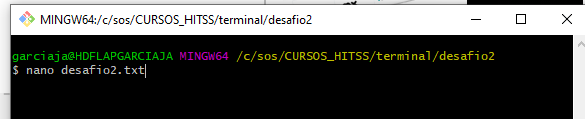 MINGW64:/c/sos/CURSOS_HITSS/terminal/desafio2
garciaja@HDFLAPGARCIAJA MINGW64 /c/sos/CURSOS_HITSS/terminal/desafio2
$ nano desafio2.txt